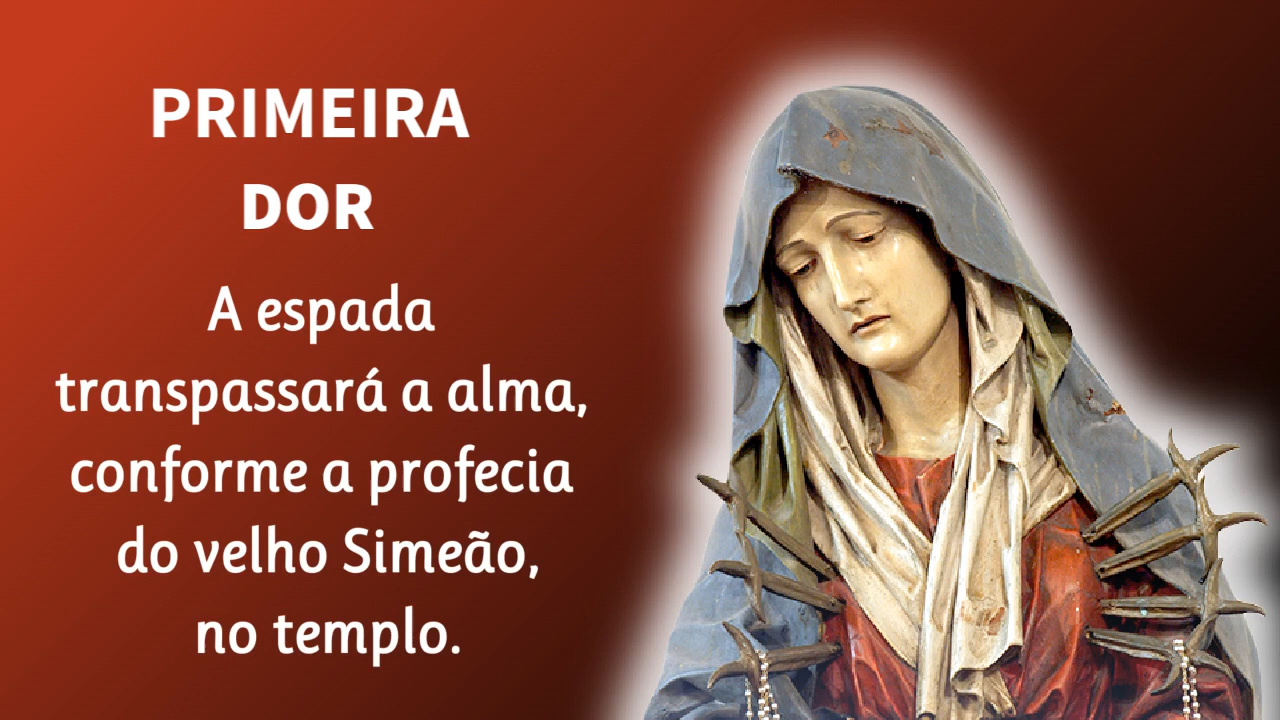 PRIMEIRA
DOR
A espada
transpassará a alma,
conforme a profecia
do velho Simeão,
no templo.